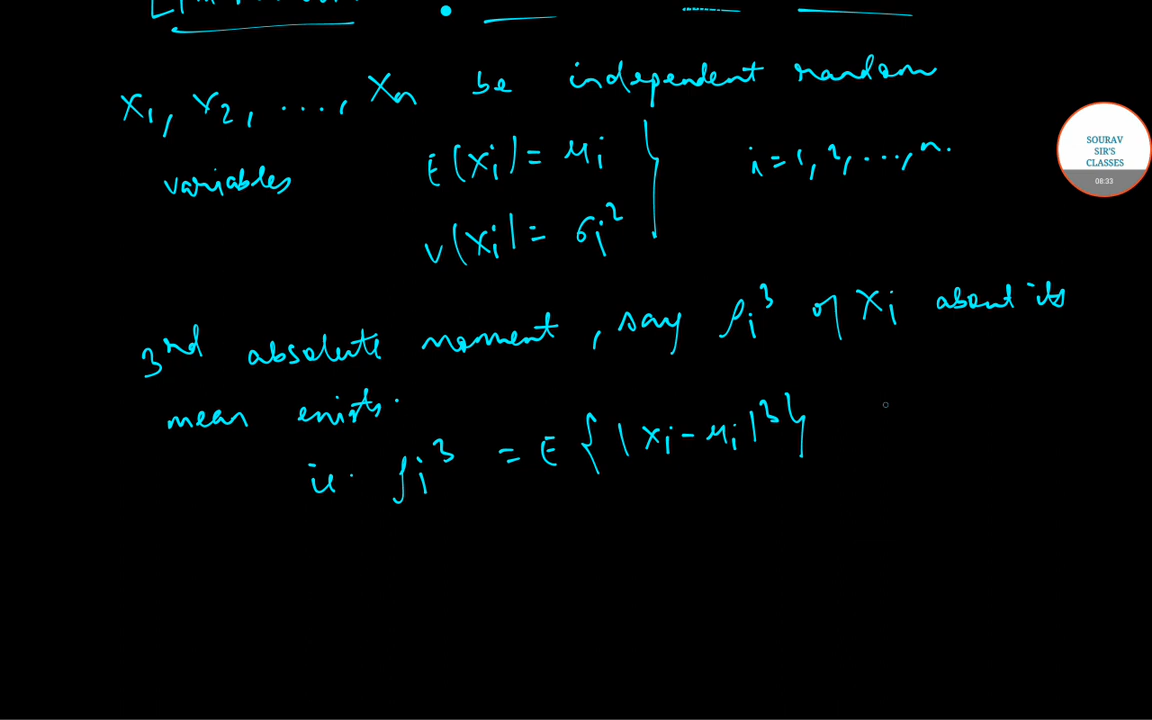 X₁, X₂, ..., Xₙ be independent random
variables E(Xᵢ) = μᵢ } i = 1, 2, ..., n.
V(Xᵢ) = σᵢ²
3rd absolute moment, say ρᵢ³ of Xᵢ about its
mean exists.
ie. ρᵢ³ = E{|Xᵢ - μᵢ|³}
SOURAV
SIR'S
CLASSES
08:33